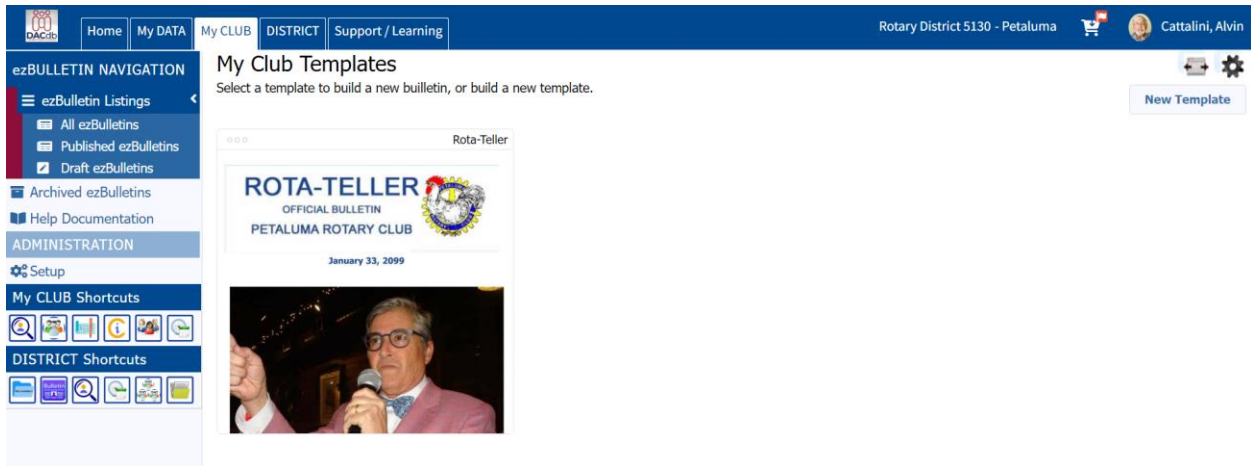 DACdb
Home
My DATA
My CLUB
DISTRICT
Support / Learning
Rotary District 5130 - Petaluma
Cattalini, Alvin
ezBULLETIN NAVIGATION
ezBulletin Listings
All ezBulletins
Published ezBulletins
Draft ezBulletins
Archived ezBulletins
Help Documentation
ADMINISTRATION
Setup
My CLUB Shortcuts
DISTRICT Shortcuts
Bulletin
My Club Templates
Select a template to build a new builletin, or build a new template.
New Template
Rota-Teller
ROTA-TELLER
OFFICIAL BULLETIN
PETALUMA ROTARY CLUB
January 33, 2099